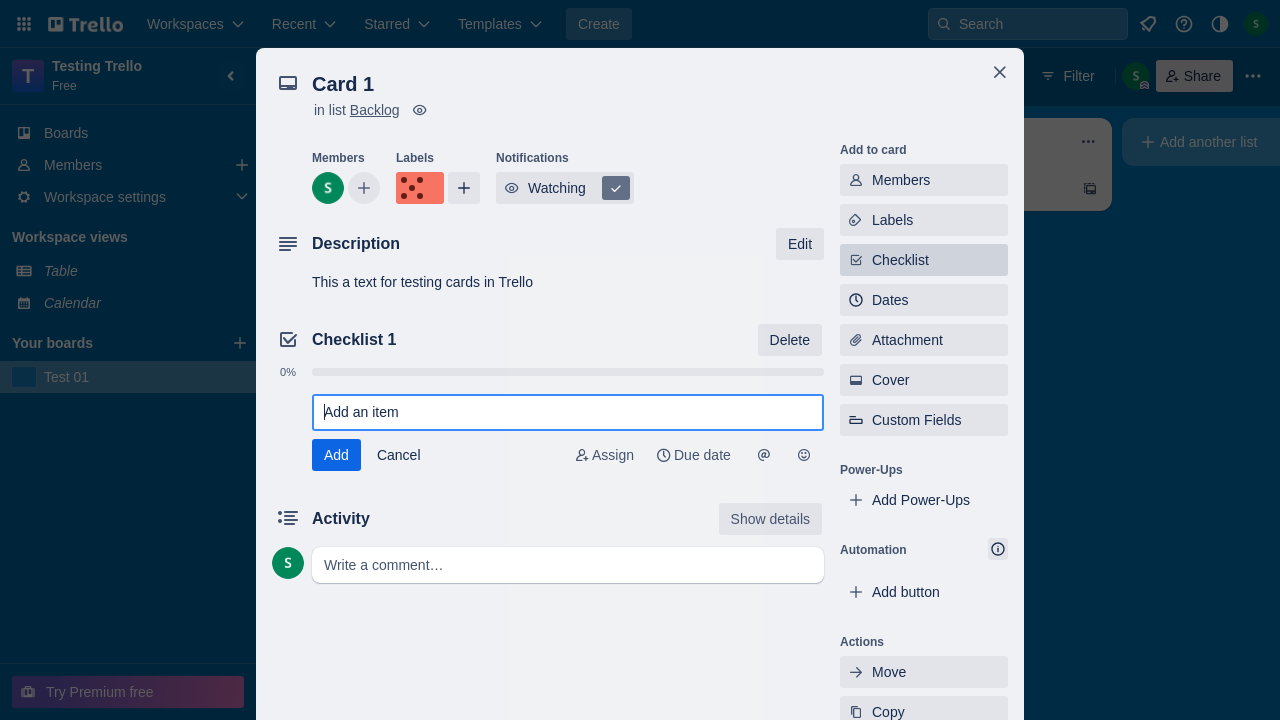 Trello
Workspaces
Recent
Starred
Templates
Create
Search
S
T
Testing Trello
Free
Filter
S
Share
Boards
Members
Workspace settings
Workspace views
Table
Calendar
Your boards
Test 01
Try Premium free
Add another list
Card 1
in list Backlog
Members
Labels
Notifications
S
Watching
Description
Edit
This a text for testing cards in Trello
Checklist 1
Delete
0%
Add an item
Add
Cancel
Assign
Due date
Activity
Show details
S
Write a comment…
Add to card
Members
Labels
Checklist
Dates
Attachment
Cover
Custom Fields
Power-Ups
Add Power-Ups
Automation
Add button
Actions
Move
Copy